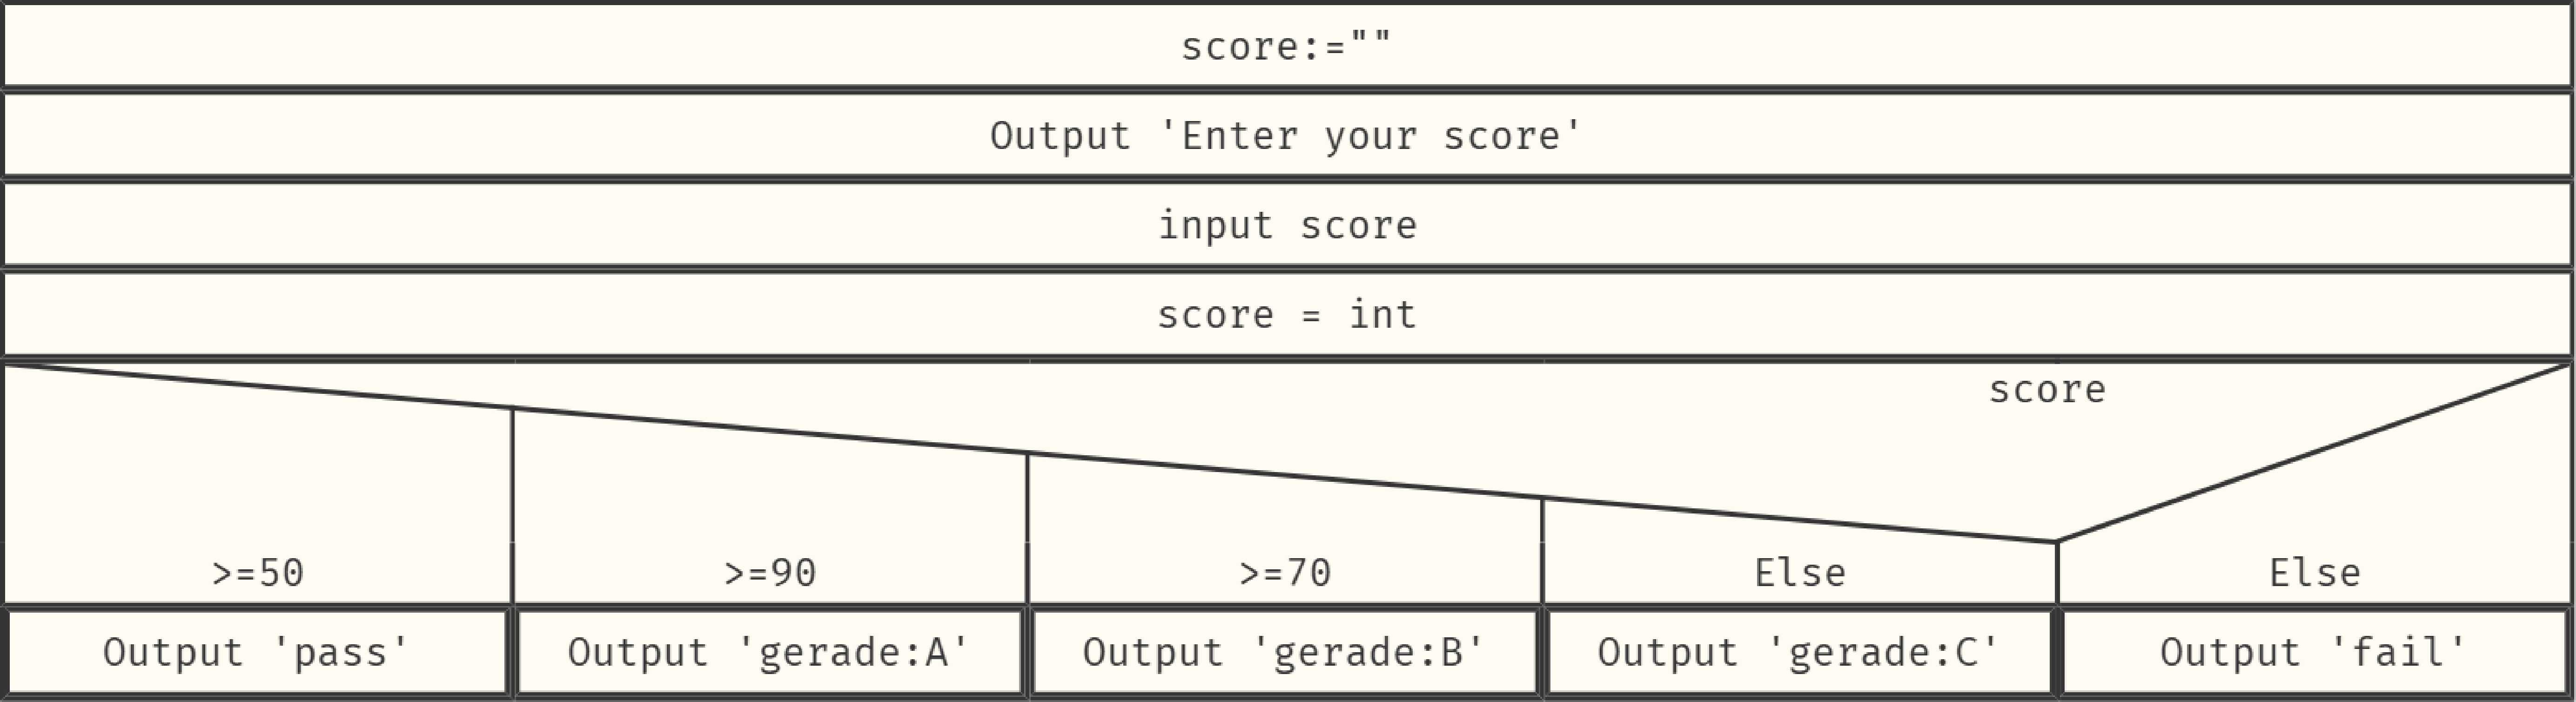 score:=""
Output 'Enter your score'
input score
score = int
score
>=50
>=90
>=70
Else
Else
Output 'pass'
Output 'gerade:A'
Output 'gerade:B'
Output 'gerade:C'
Output 'fail'